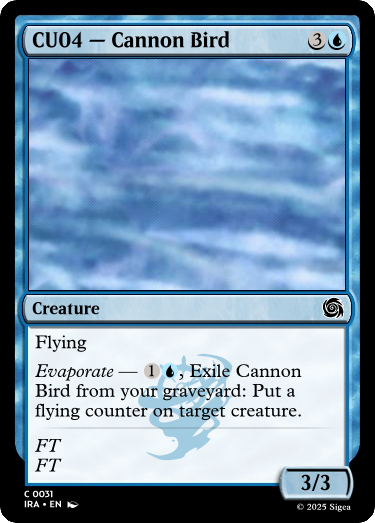 CU04 — Cannon Bird 3
Creature
Flying
Evaporate — 1, Exile Cannon
Bird from your graveyard: Put a
flying counter on target creature.
FT
FT
3/3
C 0031
IRA • EN
© 2025 Sigea